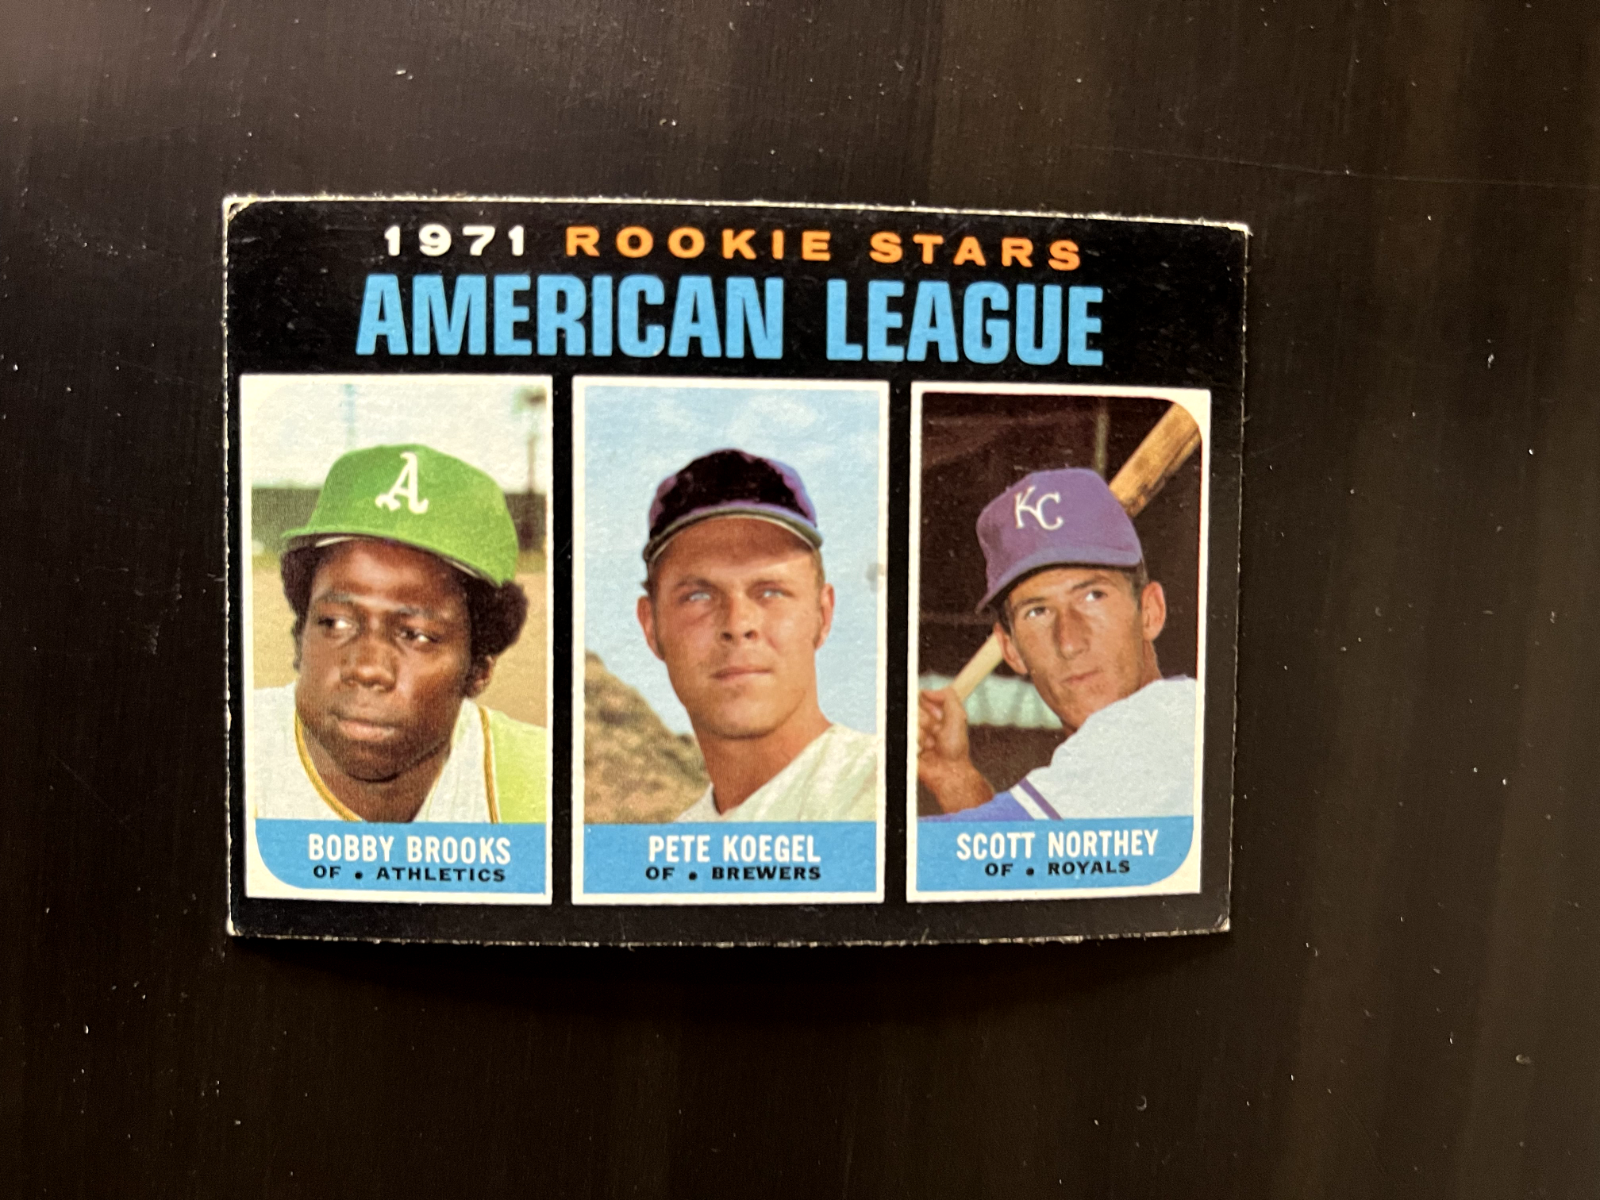 1971 ROOKIE STARS
AMERICAN LEAGUE
A
KC
BOBBY BROOKS
OF • ATHLETICS
PETE KOEGEL
OF • BREWERS
SCOTT NORTHEY
OF • ROYALS